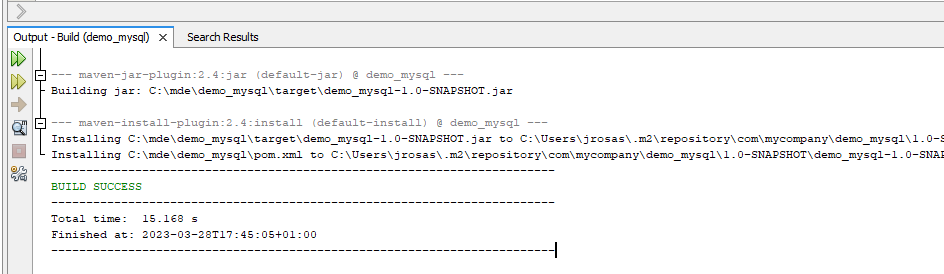 Output - Build (demo_mysql) Search Results
--- maven-jar-plugin:2.4:jar (default-jar) @ demo_mysql ---
Building jar: C:\mde\demo_mysql\target\demo_mysql-1.0-SNAPSHOT.jar
--- maven-install-plugin:2.4:install (default-install) @ demo_mysql ---
Installing C:\mde\demo_mysql\target\demo_mysql-1.0-SNAPSHOT.jar to C:\Users\jrosas\.m2\repository\com\mycompany\demo_mysql\1.0-S
Installing C:\mde\demo_mysql\pom.xml to C:\Users\jrosas\.m2\repository\com\mycompany\demo_mysql\1.0-SNAPSHOT\demo_mysql-1.0-SNAP
------------------------------------------------------------------------
BUILD SUCCESS
------------------------------------------------------------------------
Total time:  15.168 s
Finished at: 2023-03-28T17:45:05+01:00
------------------------------------------------------------------------